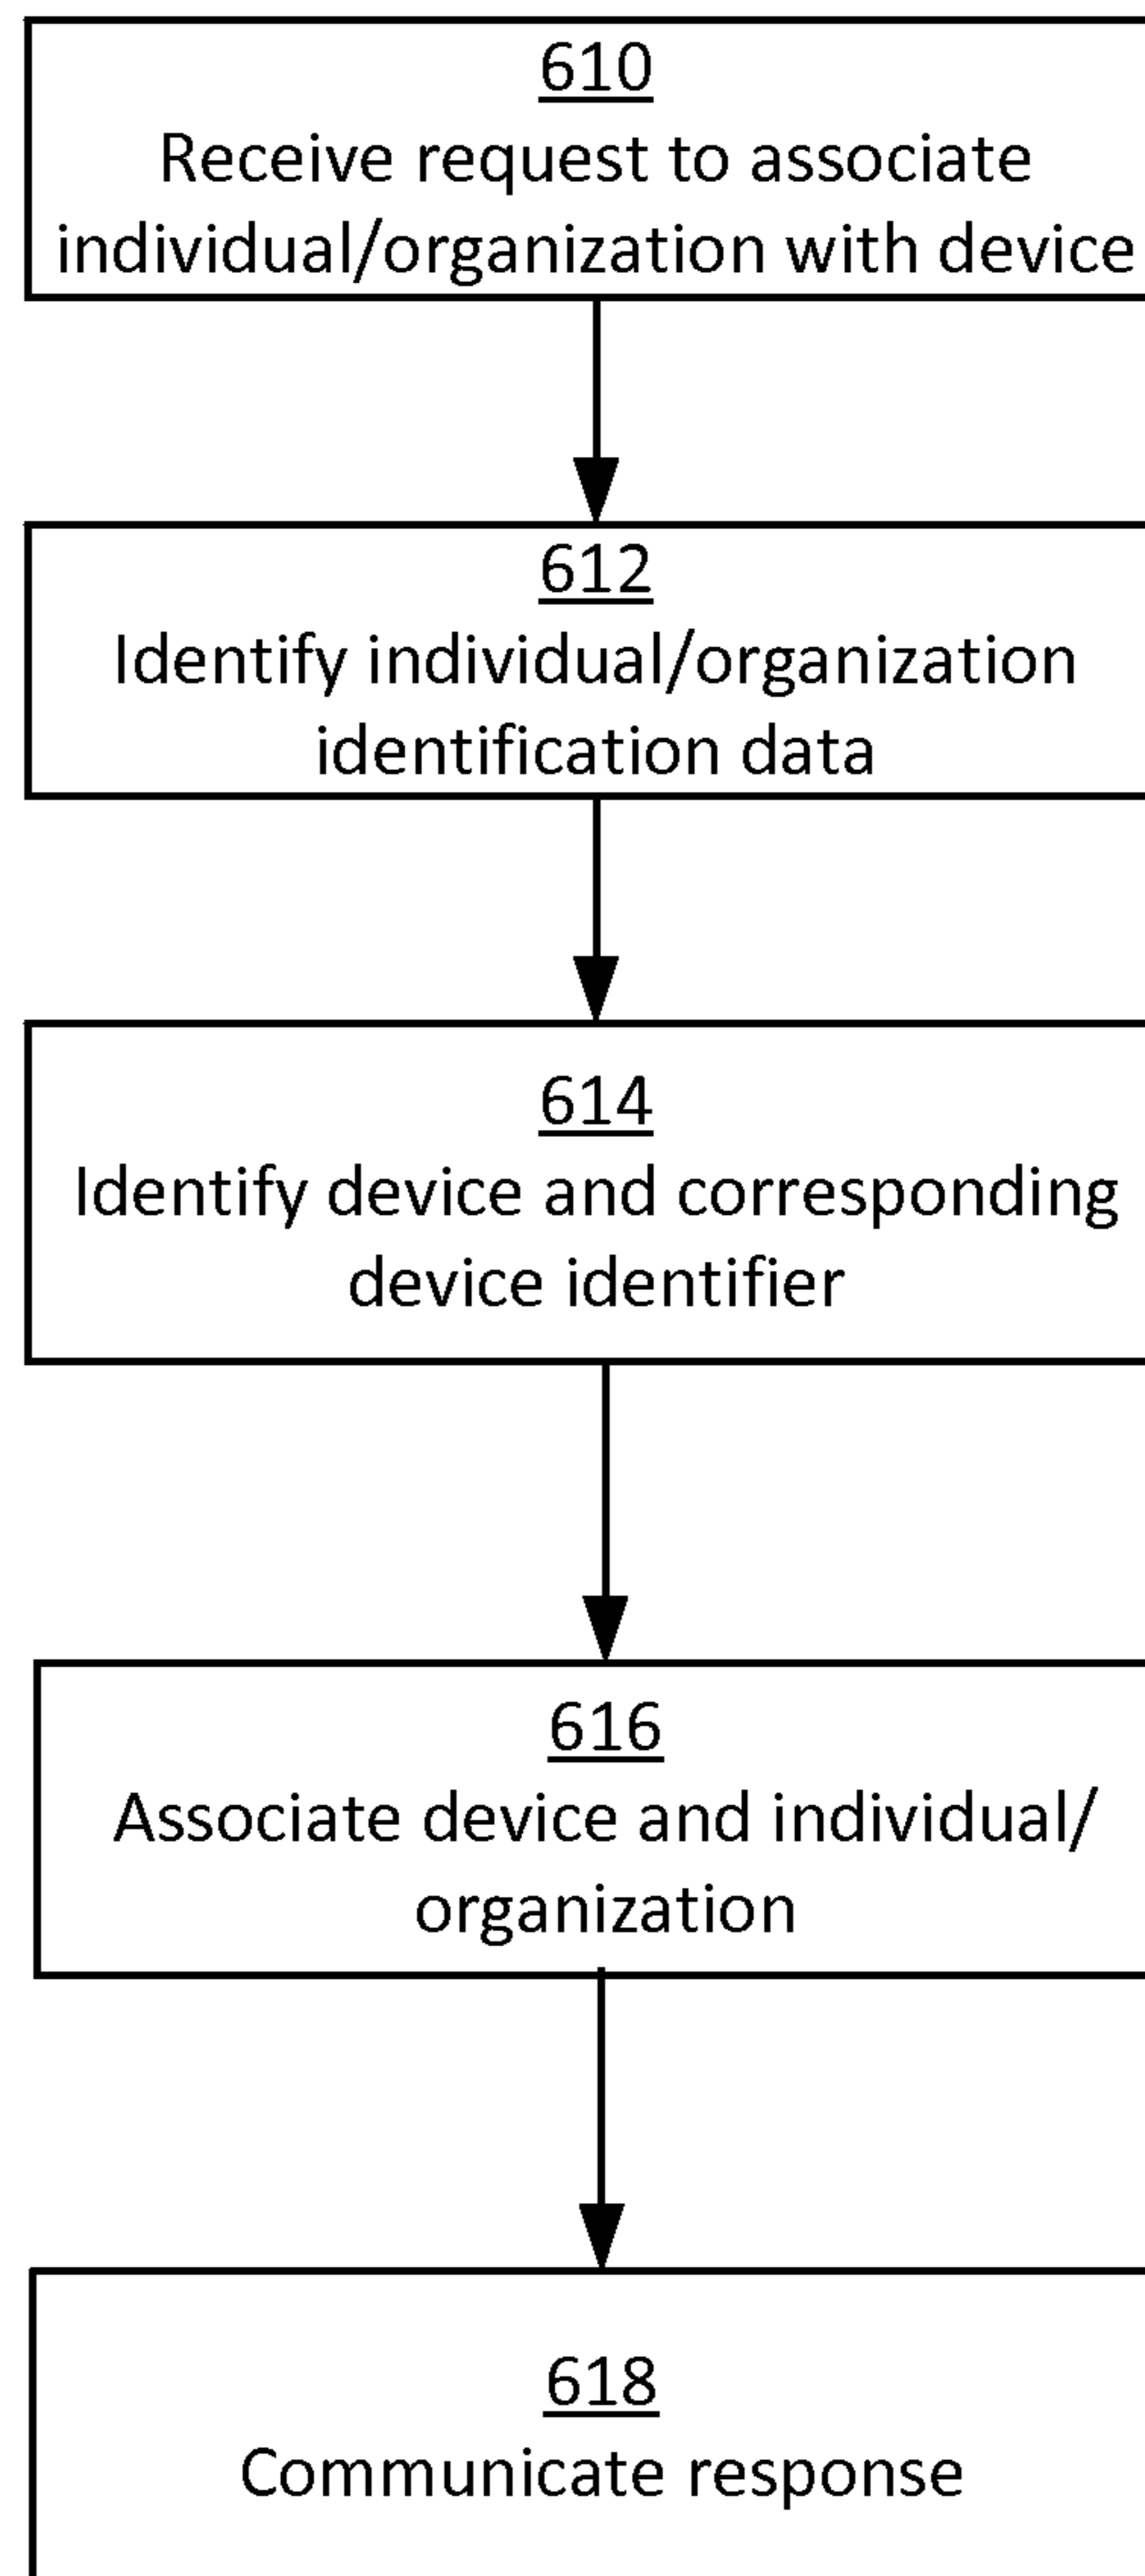 610
Receive request to associate
individual/organization with device
612
Identify individual/organization
identification data
614
Identify device and corresponding
device identifier
616
Associate device and individual/
organization
618
Communicate response